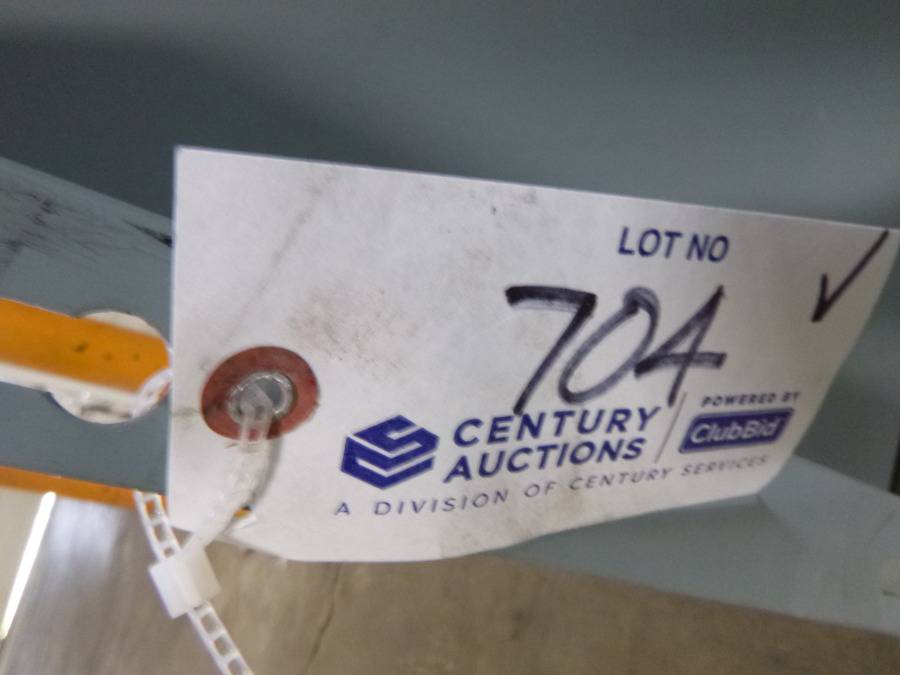 LOT NO
704
CENTURY
AUCTIONS
POWERED BY
ClubBid
A DIVISION OF CENTURY SERVICES